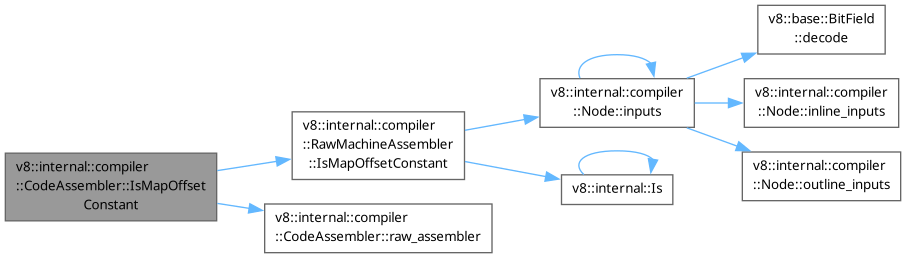 v8::internal::compiler
::CodeAssembler::IsMapOffset
Constant
v8::internal::compiler
::RawMachineAssembler
::IsMapOffsetConstant
v8::internal::compiler
::CodeAssembler::raw_assembler
v8::internal::compiler
::Node::inputs
v8::internal::Is
v8::base::BitField
::decode
v8::internal::compiler
::Node::inline_inputs
v8::internal::compiler
::Node::outline_inputs